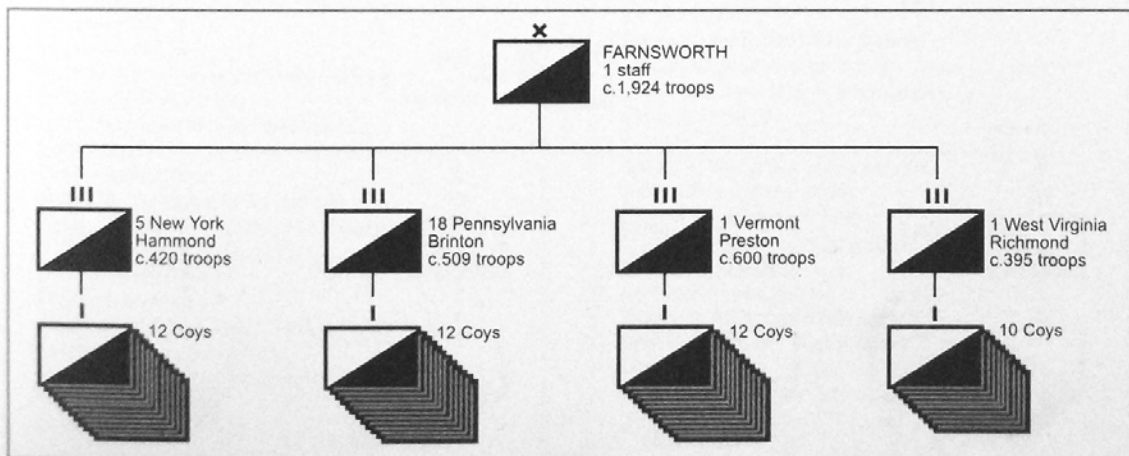 FARNSWORTH
1 staff
c.1,924 troops
5 New York
Hammond
c.420 troops
18 Pennsylvania
Brinton
c.509 troops
1 Vermont
Preston
c.600 troops
1 West Virginia
Richmond
c.395 troops
12 Coys
12 Coys
12 Coys
10 Coys